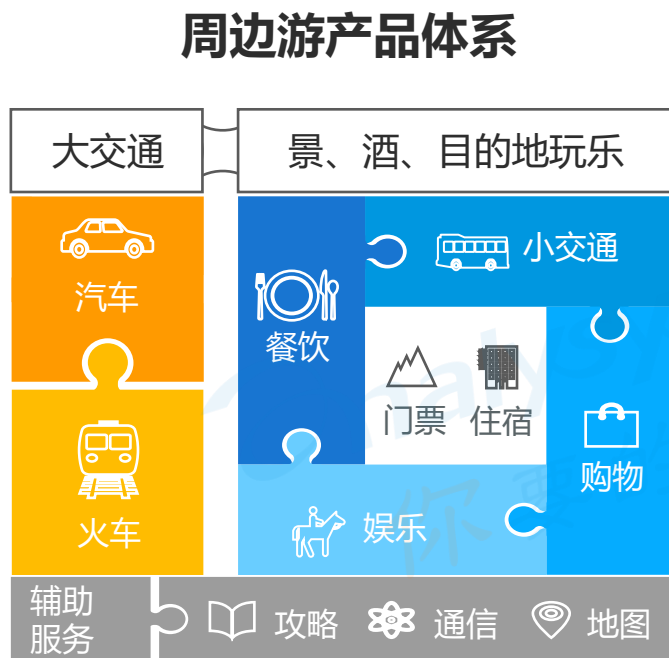 周边游产品体系
大交通
景、酒、目的地玩乐
汽车
火车
餐饮
小交通
门票
住宿
购物
娱乐
辅助
服务
攻略
通信
地图